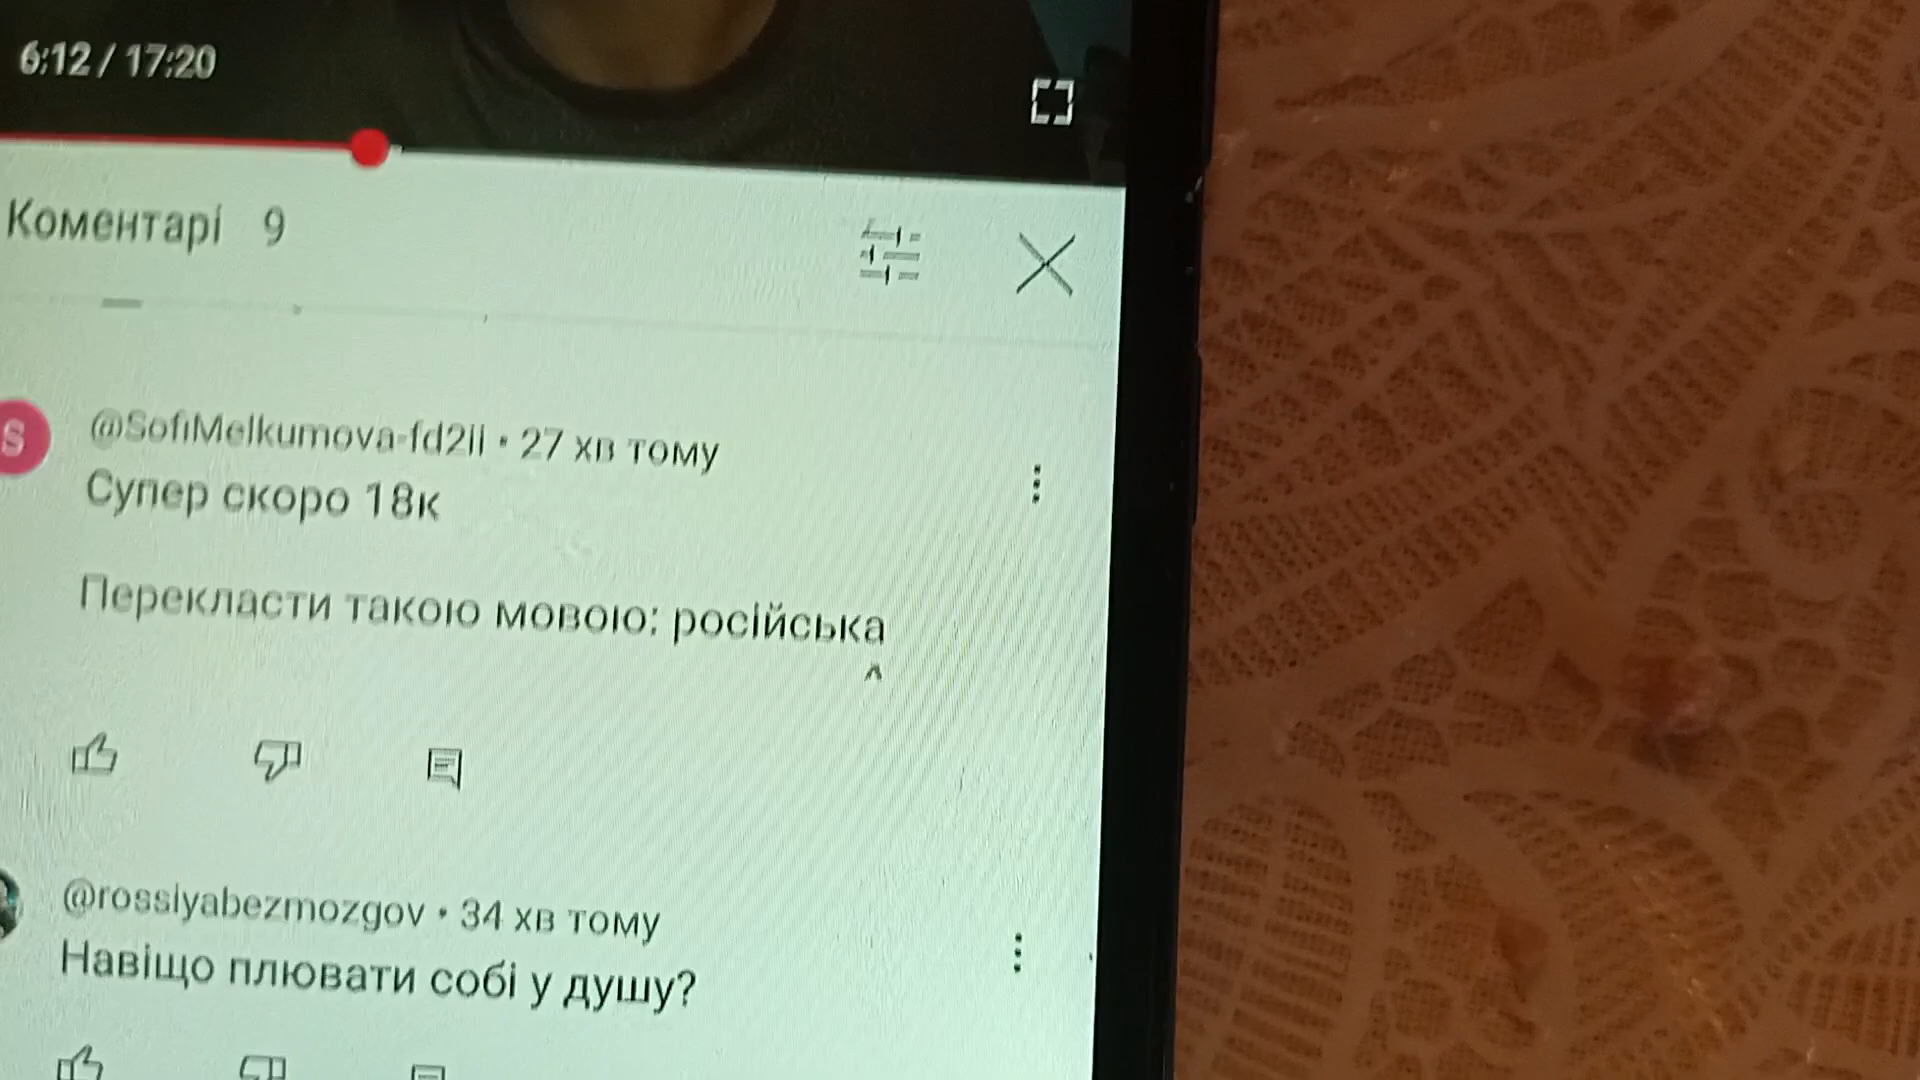 6:12 / 17:20
Коментарі 9
S
@SofiMelkumova-fd2ii • 27 хв тому
Супер скоро 18к
Перекласти такою мовою: російська
@rossiyabezmozgov • 34 хв тому
Навіщо плювати собі у душу?